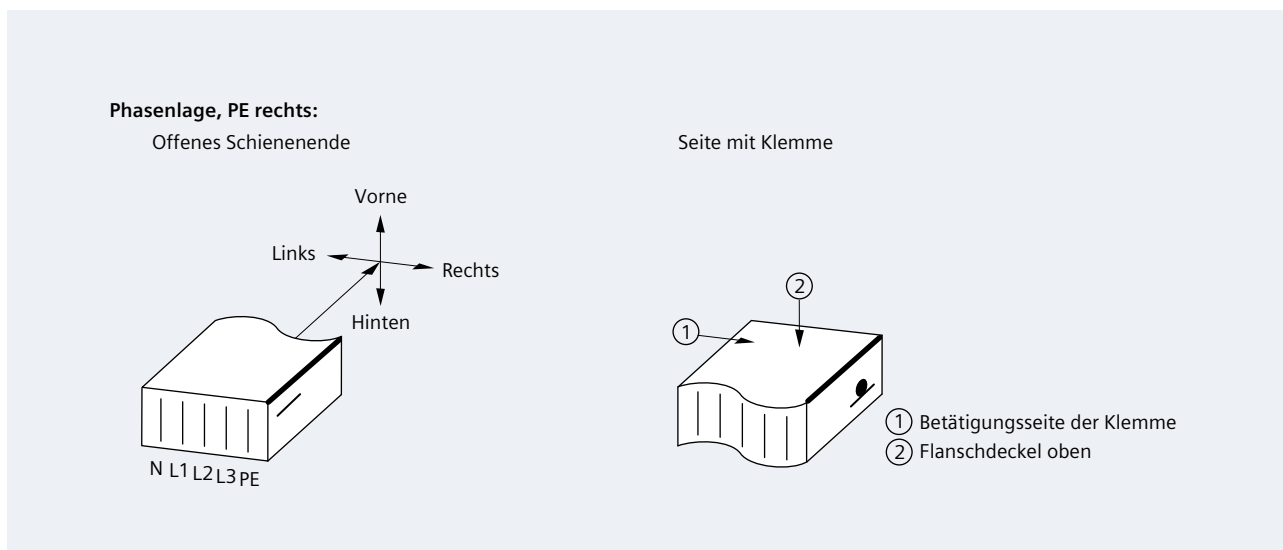 Phasenlage, PE rechts:
Offenes Schienenende
Seite mit Klemme
Vorne
Links
Rechts
Hinten
N L1 L2 L3 PE
2
1
1 Betätigungsseite der Klemme
2 Flanschdeckel oben